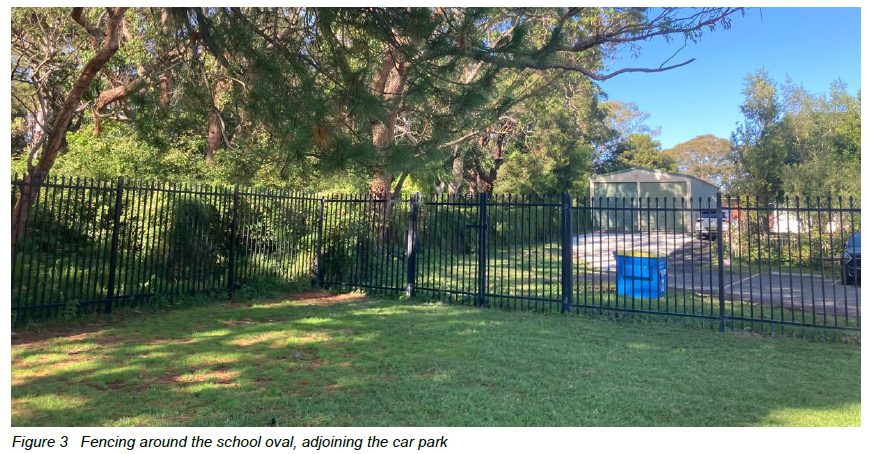 Figure 3 Fencing around the school oval, adjoining the car park